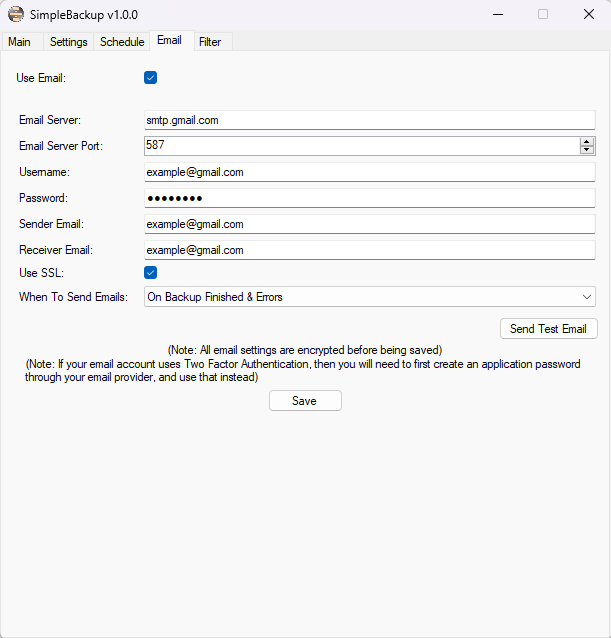 SimpleBackup v1.0.0
Main Settings Schedule Email Filter
Use Email:
Email Server: smtp.gmail.com
Email Server Port: 587
Username: example@gmail.com
Password: ●●●●●●●●
Sender Email: example@gmail.com
Receiver Email: example@gmail.com
Use SSL:
When To Send Emails: On Backup Finished & Errors
Send Test Email
(Note: All email settings are encrypted before being saved)
(Note: If your email account uses Two Factor Authentication, then you will need to first create an application password
through your email provider, and use that instead)
Save